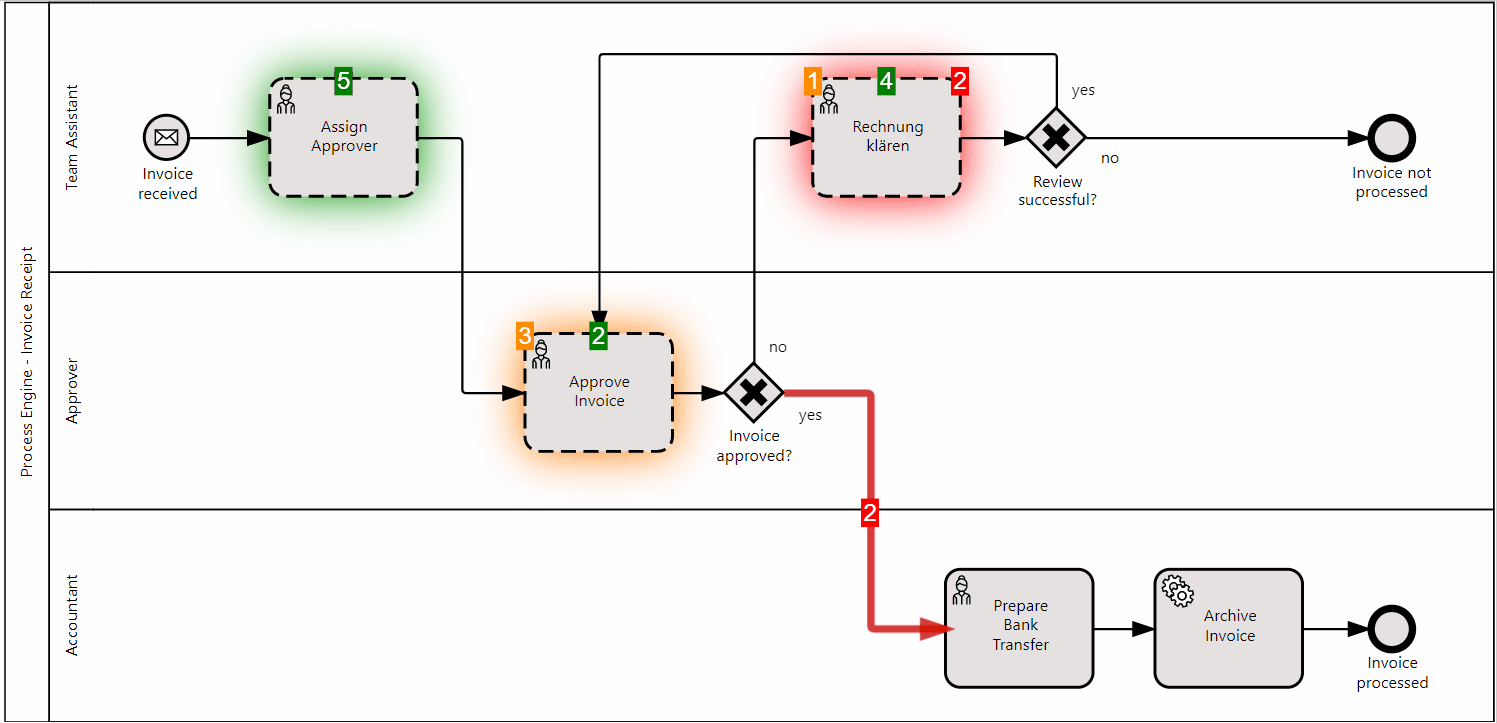 Process Engine - Invoice Receipt
Team Assistant
Invoice
received
5
Assign
Approver
1
4
2
Rechnung
klären
yes
no
Review
successful?
Invoice not
processed
Approver
3
2
Approve
Invoice
no
yes
Invoice
approved?
2
Accountant
Prepare
Bank
Transfer
Archive
Invoice
Invoice
processed